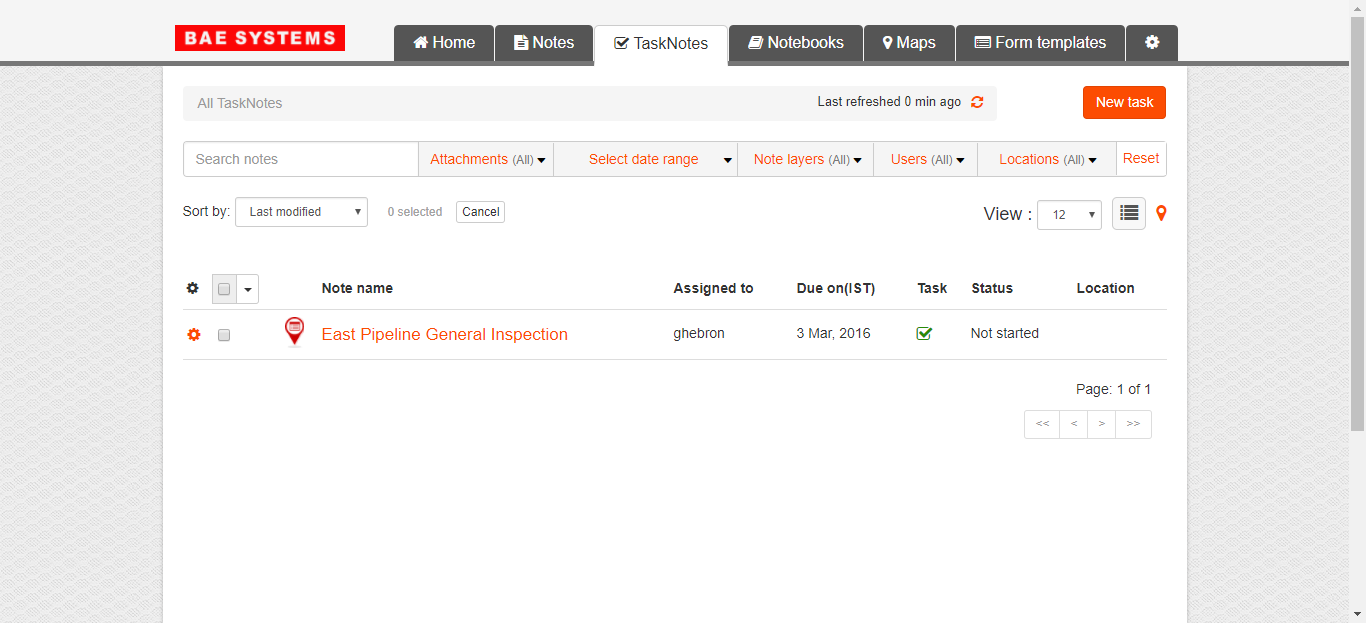 BAE SYSTEMS
Home Notes TaskNotes Notebooks Maps Form templates
All TaskNotes Last refreshed 0 min ago New task
Search notes Attachments (All) Select date range Note layers (All) Users (All) Locations (All) Reset
Sort by: Last modified 0 selected Cancel View : 12
Note name Assigned to Due on(IST) Task Status Location
East Pipeline General Inspection ghebron 3 Mar, 2016 Not started
Page: 1 of 1
<< < > >>